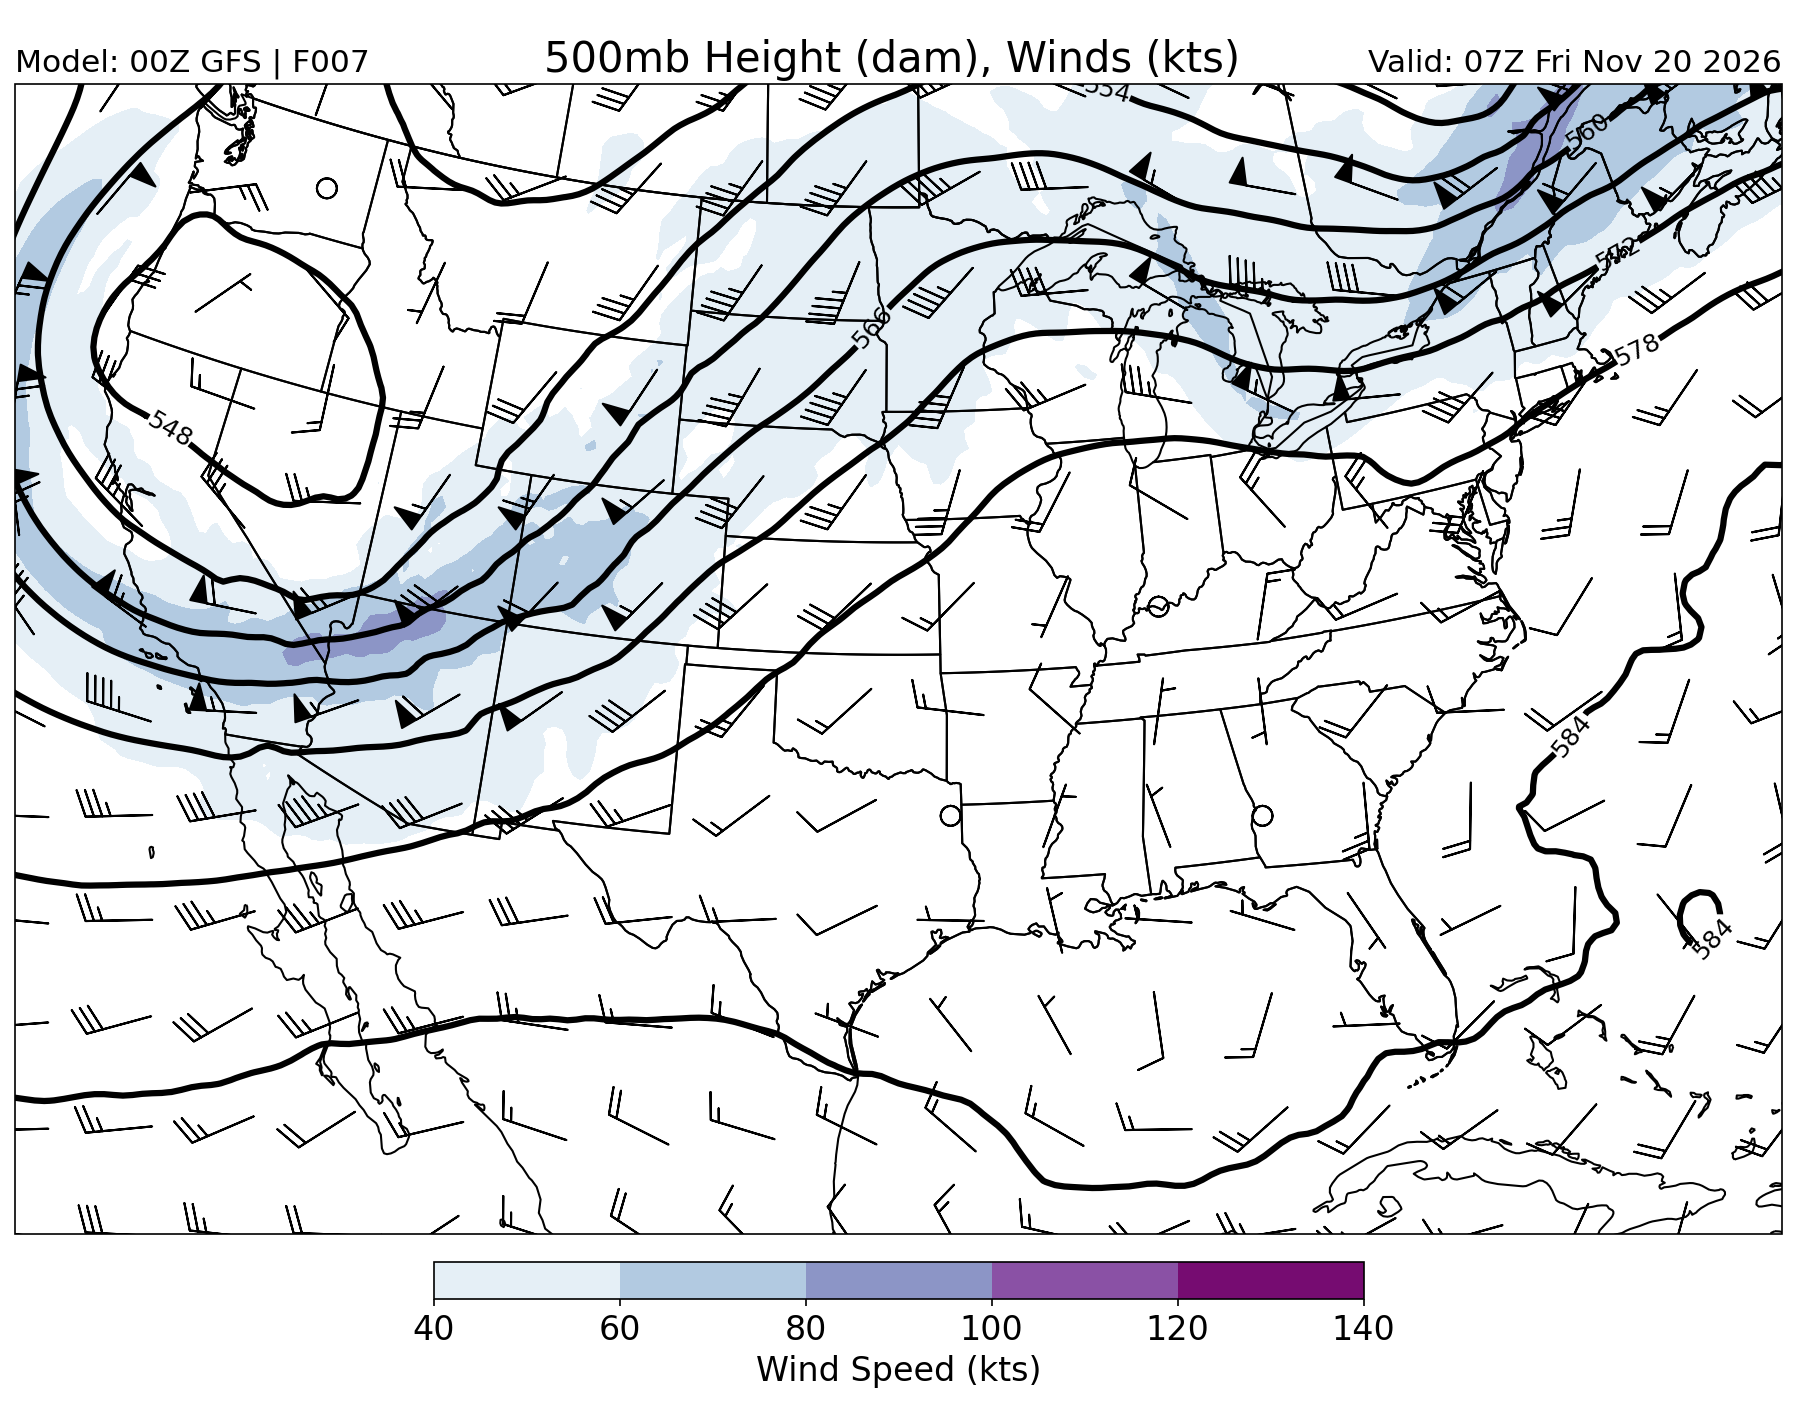 Model: 00Z GFS | F007
500mb Height (dam), Winds (kts)
Valid: 07Z Fri Nov 20 2026
554
560
572
566
578
548
584
584
40 60 80 100 120 140
Wind Speed (kts)